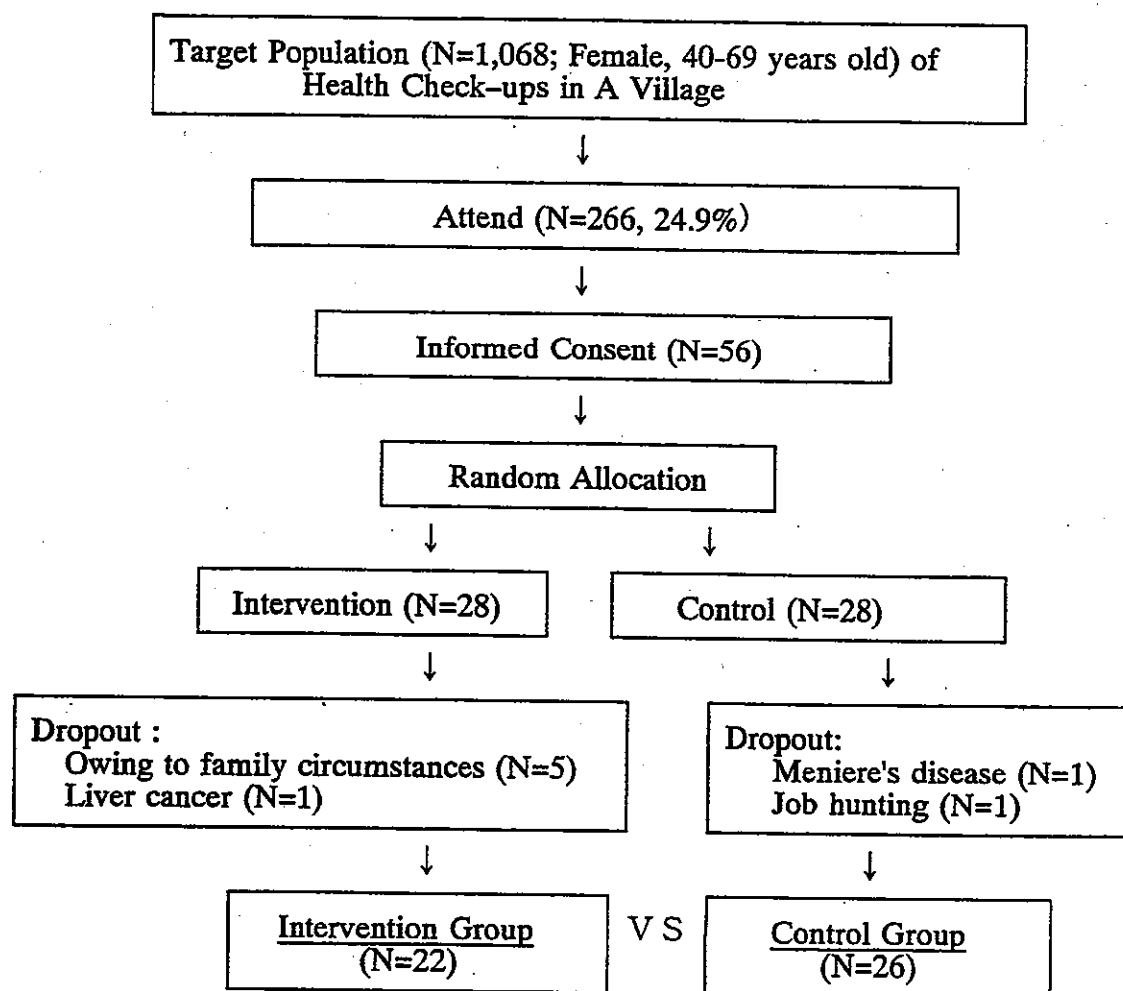 Target Population (N=1,068; Female, 40-69 years old) of
Health Check-ups in A Village
↓
Attend (N=266, 24.9%)
↓
Informed Consent (N=56)
↓
Random Allocation
↓ ↓
Intervention (N=28) Control (N=28)
↓ ↓
Dropout :
Owing to family circumstances (N=5)
Liver cancer (N=1)
Dropout:
Meniere's disease (N=1)
Job hunting (N=1)
↓ ↓
Intervention Group
(N=22)
VS
Control Group
(N=26)